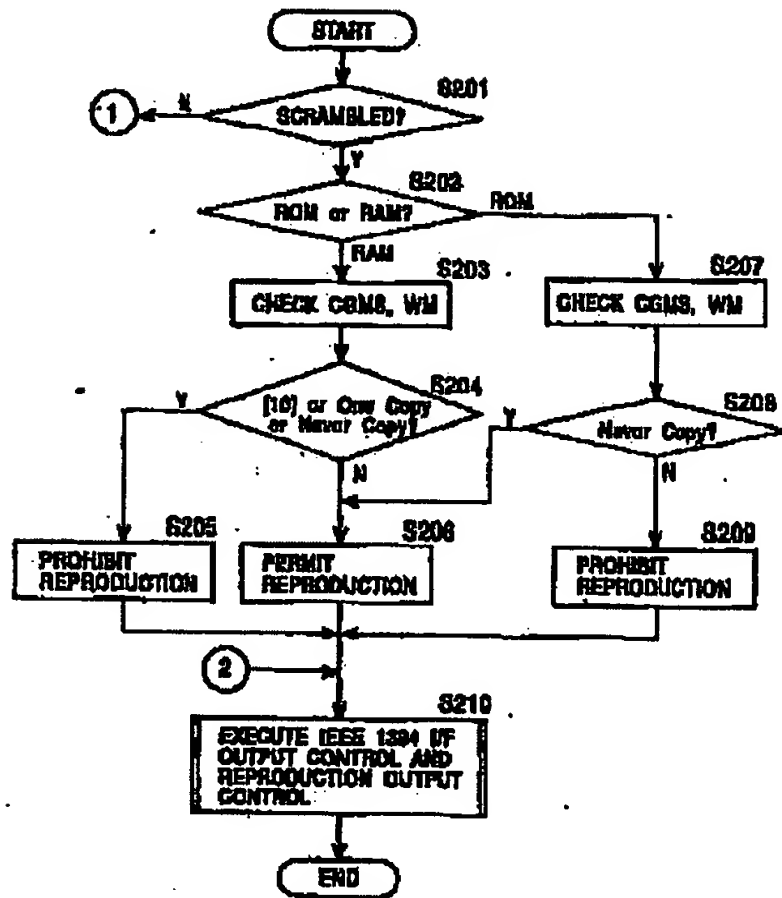 START
S201
1
N
SCRAMBLED?
Y
S202
ROM or RAM?
ROM
RAM
S203
S207
CHECK CGMS, WM
CHECK CGMS, WM
S204
S208
Y
[10] or One Copy
or Never Copy?
Y
Never Copy?
N
N
S205
S206
S209
PROHIBIT
REPRODUCTION
PERMIT
REPRODUCTION
PROHIBIT
REPRODUCTION
2
S210
EXECUTE IEEE 1394 I/F
OUTPUT CONTROL AND
REPRODUCTION OUTPUT
CONTROL
END